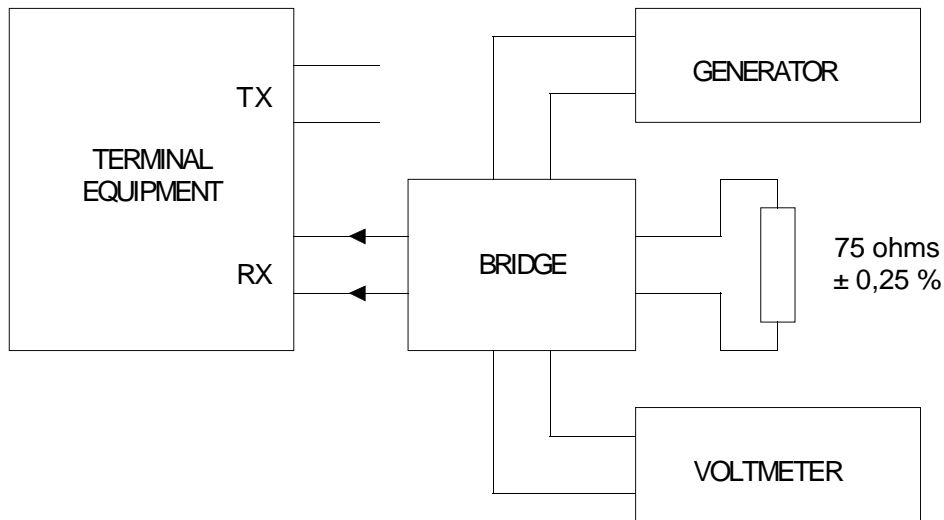 GENERATOR
TX
TERMINAL
EQUIPMENT
RX
BRIDGE
75 ohms
± 0,25 %
VOLTMETER